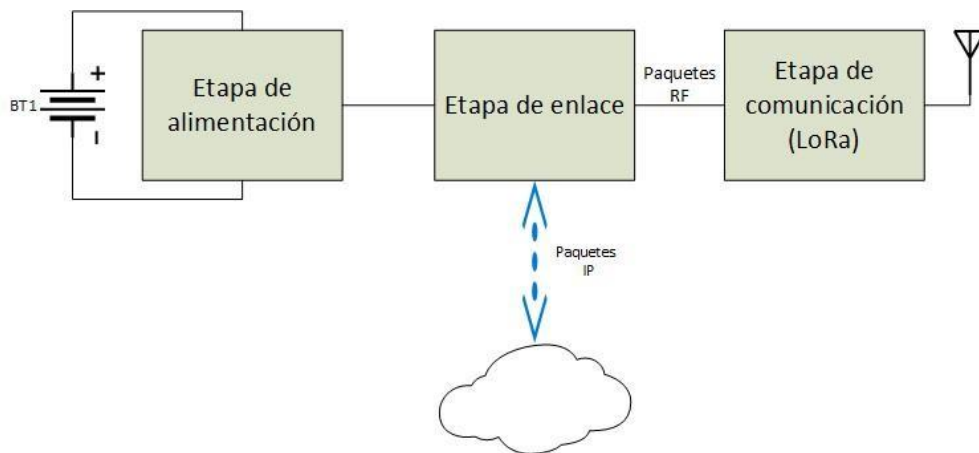 BT1
+
Etapa de
alimentación
Etapa de enlace
Paquetes
RF
Etapa de
comunicación
(LoRa)
Paquetes
IP